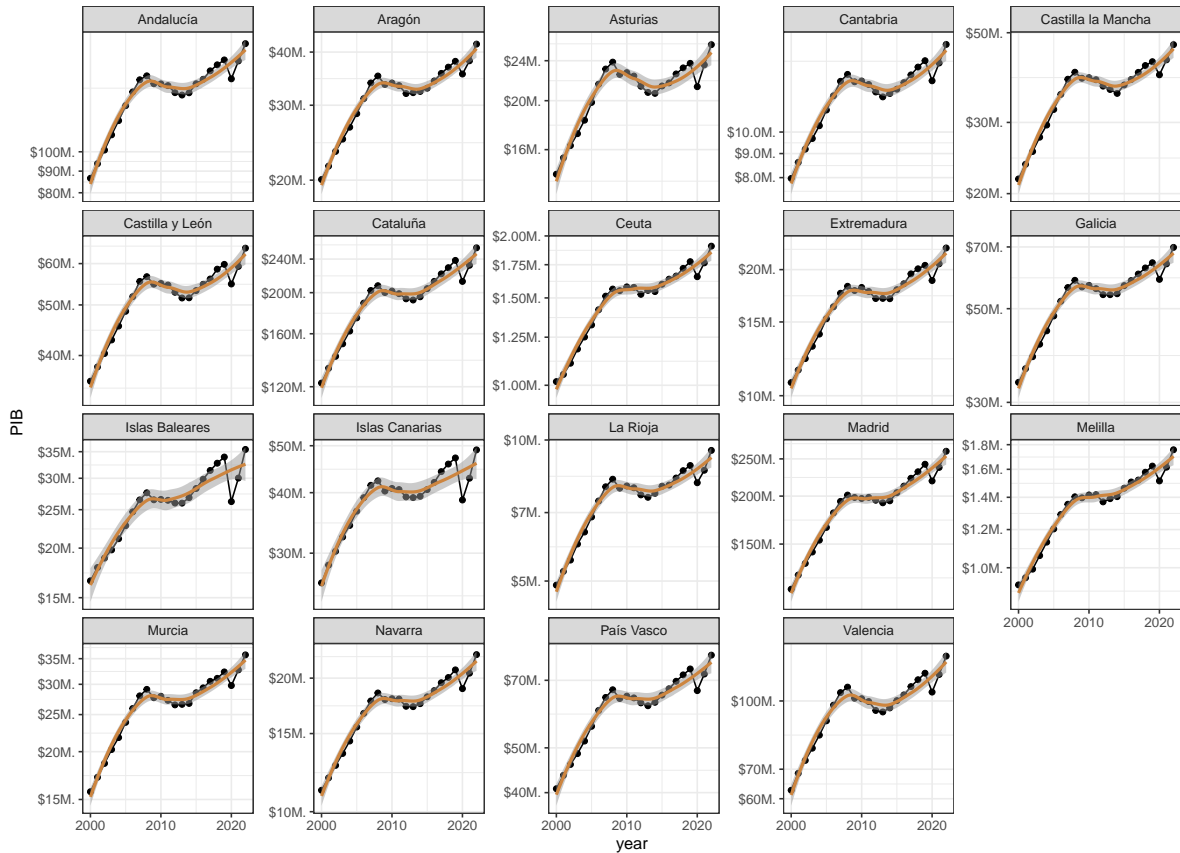 Andalucía
Aragón
Asturias
Cantabria
Castilla la Mancha
$100M.
$90M.
$80M.
$40M.
$30M.
$20M.
$24M.
$20M.
$16M.
$10.0M.
$9.0M.
$8.0M.
$50M.
$30M.
$20M.
Castilla y León
Cataluña
Ceuta
Extremadura
Galicia
$60M.
$50M.
$40M.
$240M.
$200M.
$160M.
$120M.
$2.00M.
$1.75M.
$1.50M.
$1.25M.
$1.00M.
$20M.
$15M.
$10M.
$70M.
$50M.
$30M.
Islas Baleares
Islas Canarias
La Rioja
Madrid
Melilla
$35M.
$30M.
$25M.
$20M.
$15M.
$50M.
$40M.
$30M.
$10M.
$7M.
$5M.
$250M.
$200M.
$150M.
$1.8M.
$1.6M.
$1.4M.
$1.2M.
$1.0M.
2000 2010 2020
Murcia
Navarra
País Vasco
Valencia
$35M.
$30M.
$25M.
$20M.
$15M.
$20M.
$15M.
$10M.
$70M.
$50M.
$40M.
$100M.
$70M.
$60M.
2000 2010 2020
2000 2010 2020
2000 2010 2020
2000 2010 2020
year
PIB